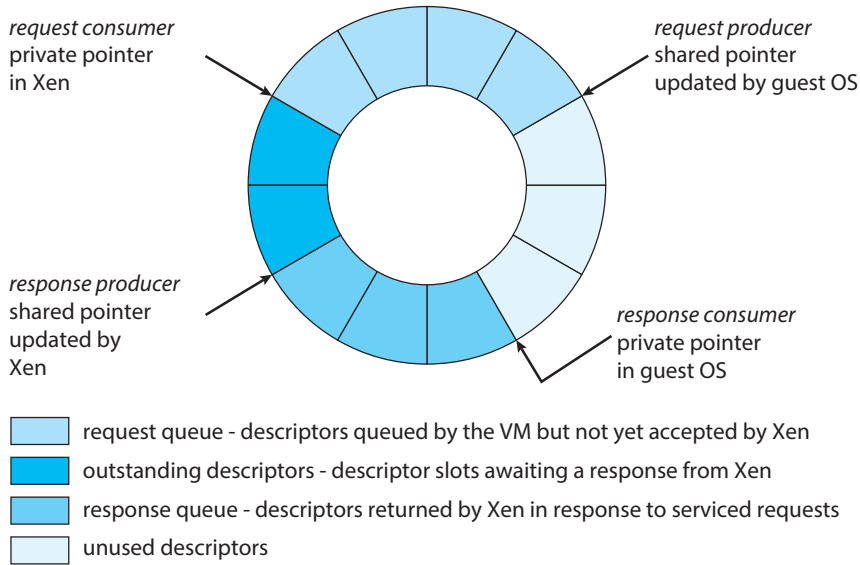 request consumer
private pointer
in Xen
request producer
shared pointer
updated by guest OS
response producer
shared pointer
updated by
Xen
response consumer
private pointer
in guest OS
request queue - descriptors queued by the VM but not yet accepted by Xen
outstanding descriptors - descriptor slots awaiting a response from Xen
response queue - descriptors returned by Xen in response to serviced requests
unused descriptors